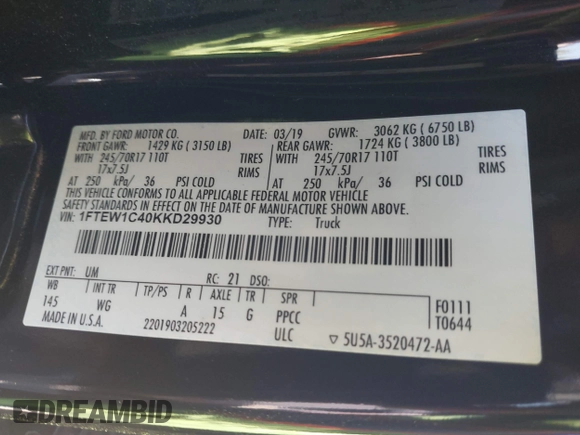 MFD. BY FORD MOTOR CO. DATE: 03/19 GVWR: 3062 KG ( 6750 LB)
FRONT GAWR: 1429 KG ( 3150 LB) REAR GAWR: 1724 KG ( 3800 LB)
WITH 245/70R17 110T TIRES WITH 245/70R17 110T TIRES
17x7.5J RIMS 17x7.5J RIMS
AT 250 kPa/ 36 PSI COLD AT 250 kPa/ 36 PSI COLD
THIS VEHICLE CONFORMS TO ALL APPLICABLE FEDERAL MOTOR VEHICLE
SAFETY STANDARDS IN EFFECT ON THE DATE OF MANUFACTURE SHOWN ABOVE.
VIN: 1FTEW1C40KKD29930 TYPE: Truck
EXT PNT: UM RC: 21 DSO:
WB INT TR TP/PS R AXLE TR SPR
145 WG A 15 G PPCC F0111
MADE IN U.S.A. 2201903205222 ULC T0644
▽ 5U5A-3520472-AA
DREAMBID